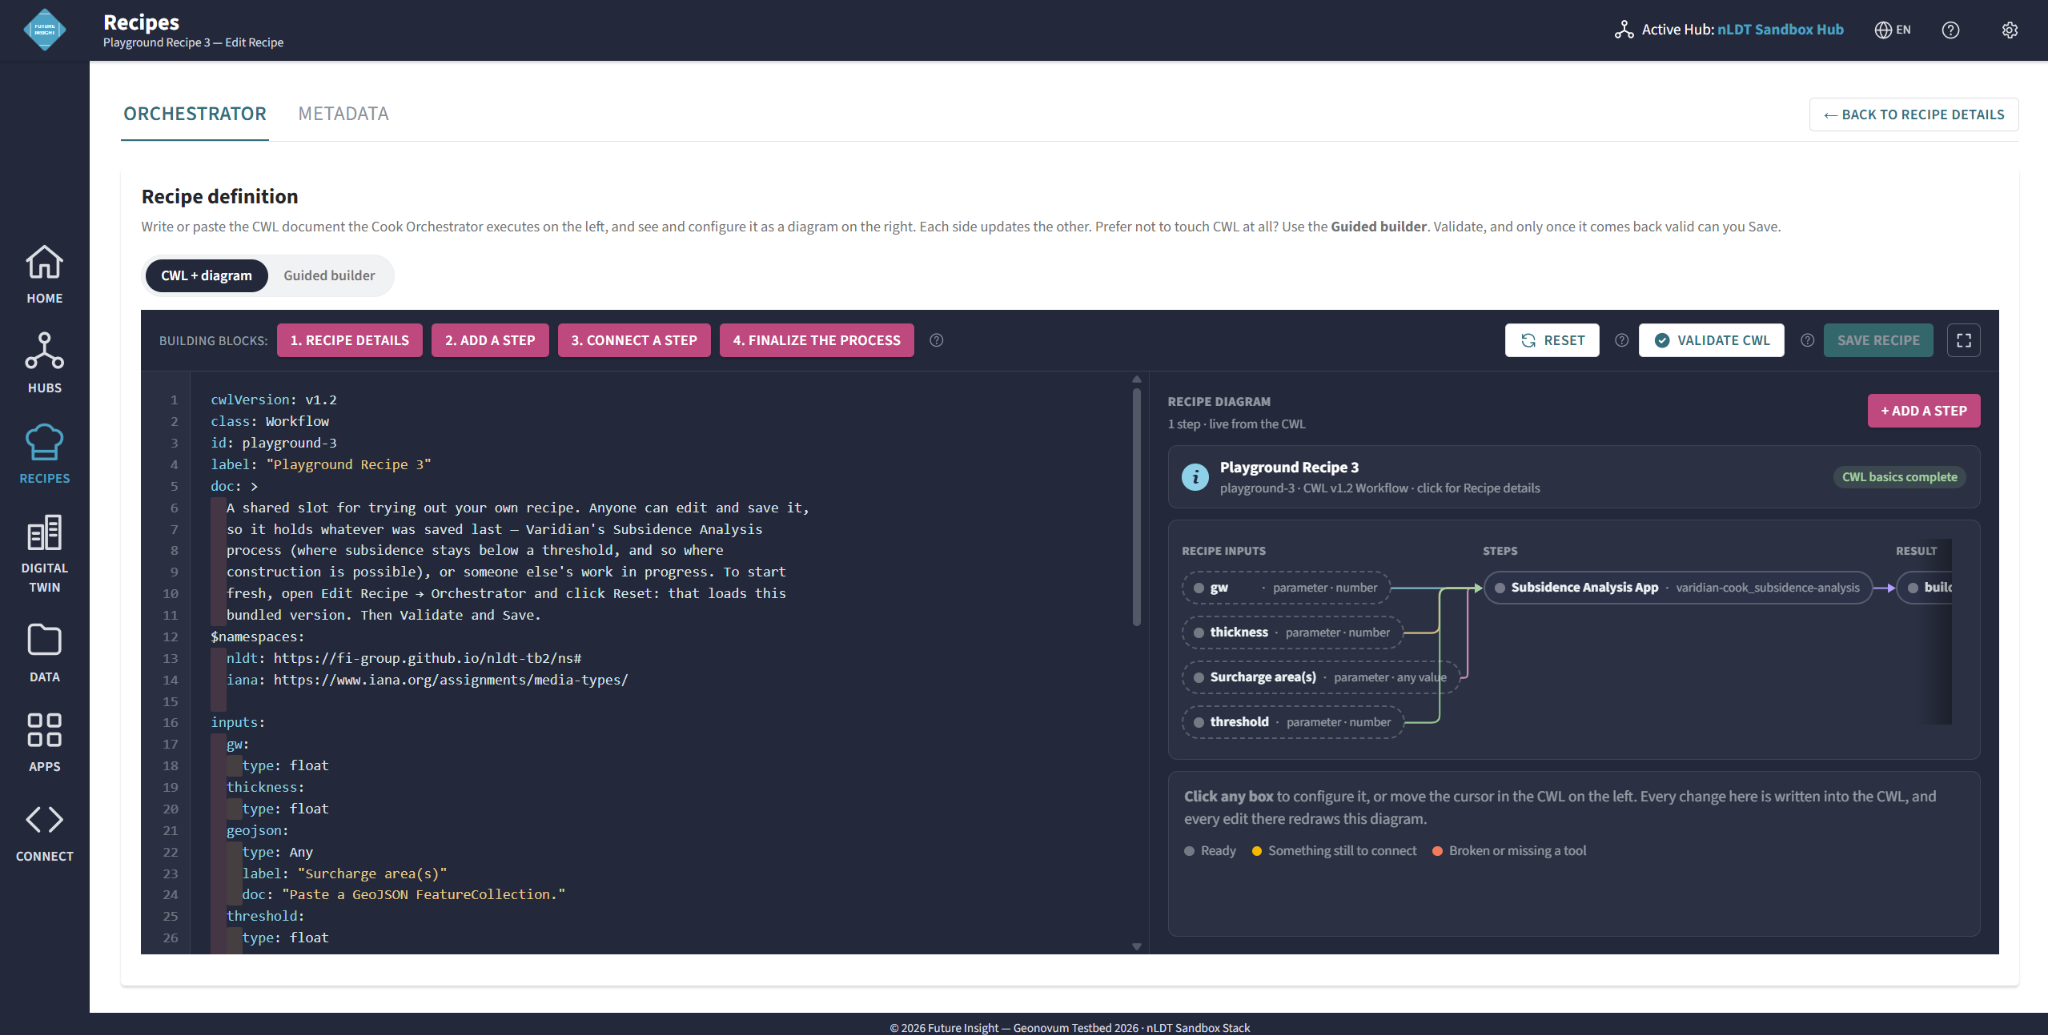 FUTURE
INSIGHT
Recipes
Playground Recipe 3 — Edit Recipe
Active Hub: nLDT Sandbox Hub
EN
HOME
HUBS
RECIPES
DIGITAL
TWIN
DATA
APPS
CONNECT
ORCHESTRATOR
METADATA
← BACK TO RECIPE DETAILS
Recipe definition
Write or paste the CWL document the Cook Orchestrator executes on the left, and see and configure it as a diagram on the right. Each side updates the other. Prefer not to touch CWL at all? Use the Guided builder. Validate, and only once it comes back valid can you Save.
CWL + diagram
Guided builder
BUILDING BLOCKS:
1. RECIPE DETAILS
2. ADD A STEP
3. CONNECT A STEP
4. FINALIZE THE PROCESS
RESET
VALIDATE CWL
SAVE RECIPE
1 cwlVersion: v1.2
2 class: Workflow
3 id: playground-3
4 label: "Playground Recipe 3"
5 doc: >
6 A shared slot for trying out your own recipe. Anyone can edit and save it,
7 so it holds whatever was saved last — Varidian's Subsidence Analysis
8 process (where subsidence stays below a threshold, and so where
9 construction is possible), or someone else's work in progress. To start
10 fresh, open Edit Recipe → Orchestrator and click Reset: that loads this
11 bundled version. Then Validate and Save.
12 $namespaces:
13 nldt: https://fi-group.github.io/nldt-tb2/ns#
14 iana: https://www.iana.org/assignments/media-types/
15
16 inputs:
17 gw:
18 type: float
19 thickness:
20 type: float
21 geojson:
22 type: Any
23 label: "Surcharge area(s)"
24 doc: "Paste a GeoJSON FeatureCollection."
25 threshold:
26 type: float
RECIPE DIAGRAM
1 step · live from the CWL
+ ADD A STEP
Playground Recipe 3
playground-3 · CWL v1.2 Workflow · click for Recipe details
CWL basics complete
RECIPE INPUTS
STEPS
RESULT
gw · parameter · number
Subsidence Analysis App · varidian-cook_subsidence-analysis
thickness · parameter · number
Surcharge area(s) · parameter · any value
threshold · parameter · number
Click any box to configure it, or move the cursor in the CWL on the left. Every change here is written into the CWL, and
every edit there redraws this diagram.
Ready
Something still to connect
Broken or missing a tool
© 2026 Future Insight — Geonovum Testbed 2026 · nLDT Sandbox Stack